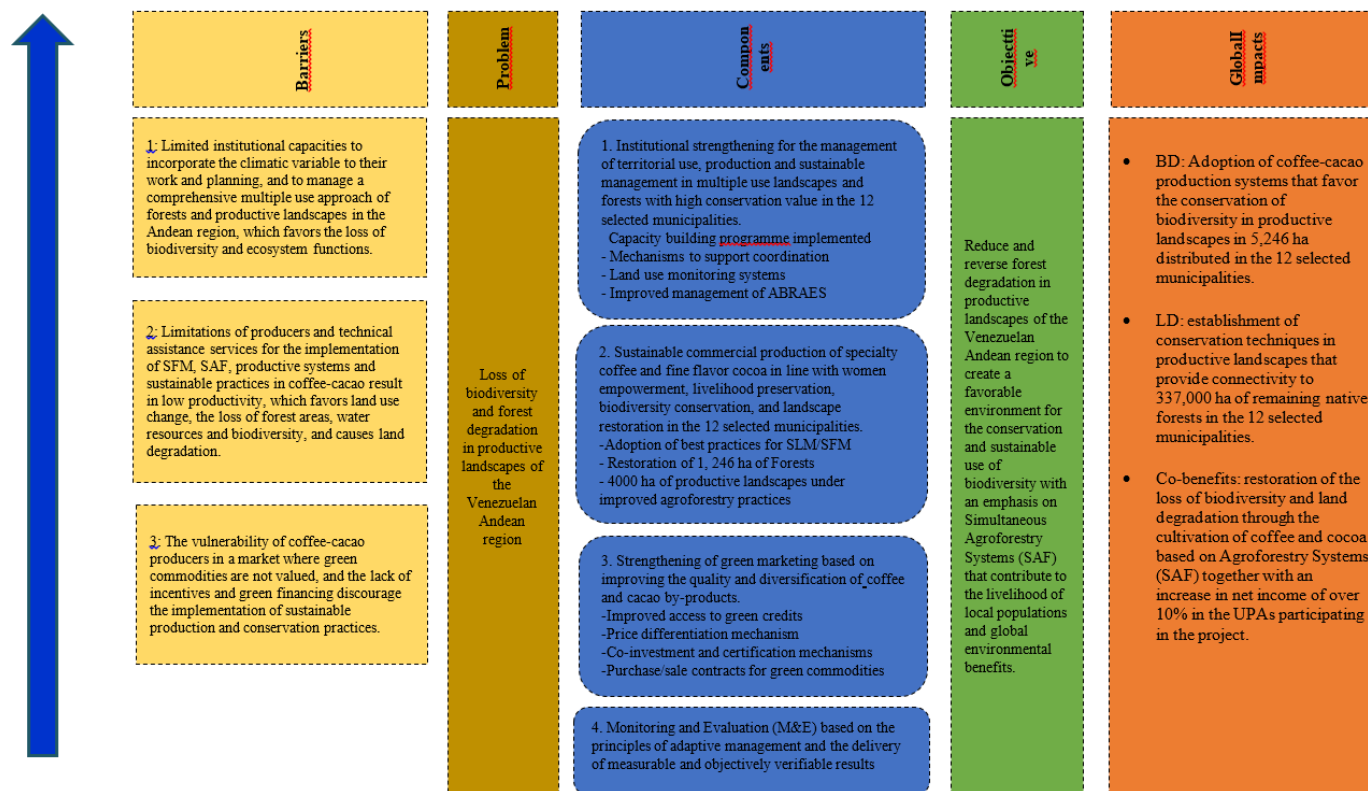 Barriers
Problem
Compon
ents
Objectti
ve
GlobalI
mpacts
1: Limited institutional capacities to
incorporate the climatic variable to their
work and planning, and to manage a
comprehensive multiple use approach of
forests and productive landscapes in the
Andean region, which favors the loss of
biodiversity and ecosystem functions.
2: Limitations of producers and technical
assistance services for the implementation
of SFM, SAF, productive systems and
sustainable practices in coffee-cacao result
in low productivity, which favors land use
change, the loss of forest areas, water
resources and biodiversity, and causes land
degradation.
3: The vulnerability of coffee-cacao
producers in a market where green
commodities are not valued, and the lack of
incentives and green financing discourage
the implementation of sustainable
production and conservation practices.
Loss of
biodiversity
and forest
degradation
in productive
landscapes of
the
Venezuelan
Andean
region
1. Institutional strengthening for the management
of territorial use, production and sustainable
management in multiple use landscapes and
forests with high conservation value in the 12
selected municipalities.
Capacity building programme implemented
- Mechanisms to support coordination
- Land use monitoring systems
- Improved management of ABRAES
2. Sustainable commercial production of specialty
coffee and fine flavor cocoa in line with women
empowerment, livelihood preservation,
biodiversity conservation, and landscape
restoration in the 12 selected municipalities.
-Adoption of best practices for SLM/SFM
- Restoration of 1, 246 ha of Forests
- 4000 ha of productive landscapes under
improved agroforestry practices
3. Strengthening of green marketing based on
improving the quality and diversification of coffee
and cacao by-products.
-Improved access to green credits
-Price differentiation mechanism
-Co-investment and certification mechanisms
-Purchase/sale contracts for green commodities
4. Monitoring and Evaluation (M&E) based on the
principles of adaptive management and the delivery
of measurable and objectively verifiable results
Reduce and
reverse forest
degradation in
productive
landscapes of the
Venezuelan
Andean region to
create a
favorable
environment for
the conservation
and sustainable
use of
biodiversity with
an emphasis on
Simultaneous
Agroforestry
Systems (SAF)
that contribute to
the livelihood of
local populations
and global
environmental
benefits.
• BD: Adoption of coffee-cacao
production systems that favor
the conservation of
biodiversity in productive
landscapes in 5,246 ha
distributed in the 12 selected
municipalities.
• LD: establishment of
conservation techniques in
productive landscapes that
provide connectivity to
337,000 ha of remaining native
forests in the 12 selected
municipalities.
• Co-benefits: restoration of the
loss of biodiversity and land
degradation through the
cultivation of coffee and cocoa
based on Agroforestry Systems
(SAF) together with an
increase in net income of over
10% in the UPAs participating
in the project.